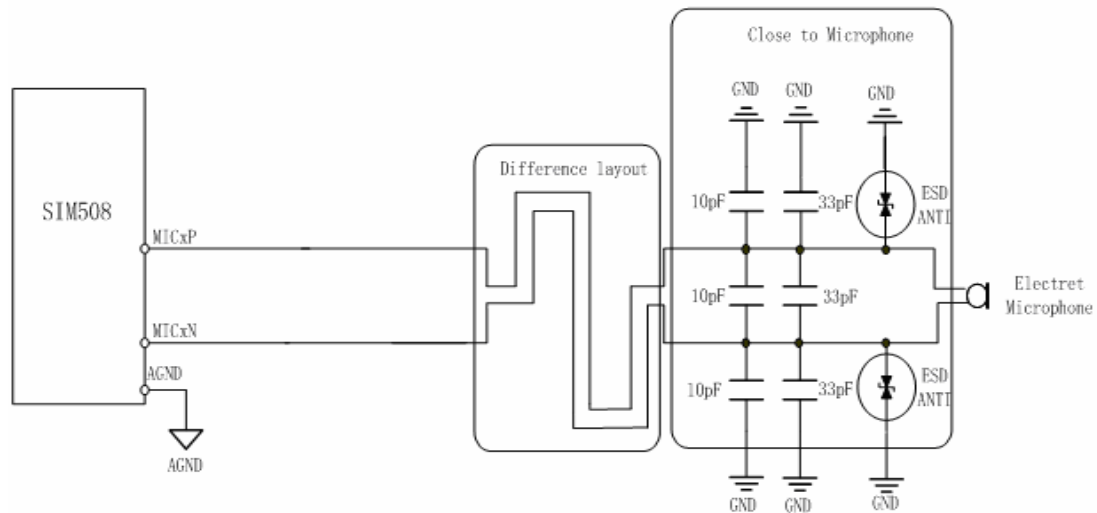 Close to Microphone
GND
GND
GND
Difference layout
SIM508
10pF
33pF
ESD
ANTI
MICxP
10pF
33pF
Electret
Microphone
MICxN
AGND
10pF
33pF
ESD
ANTI
AGND
GND
GND
GND